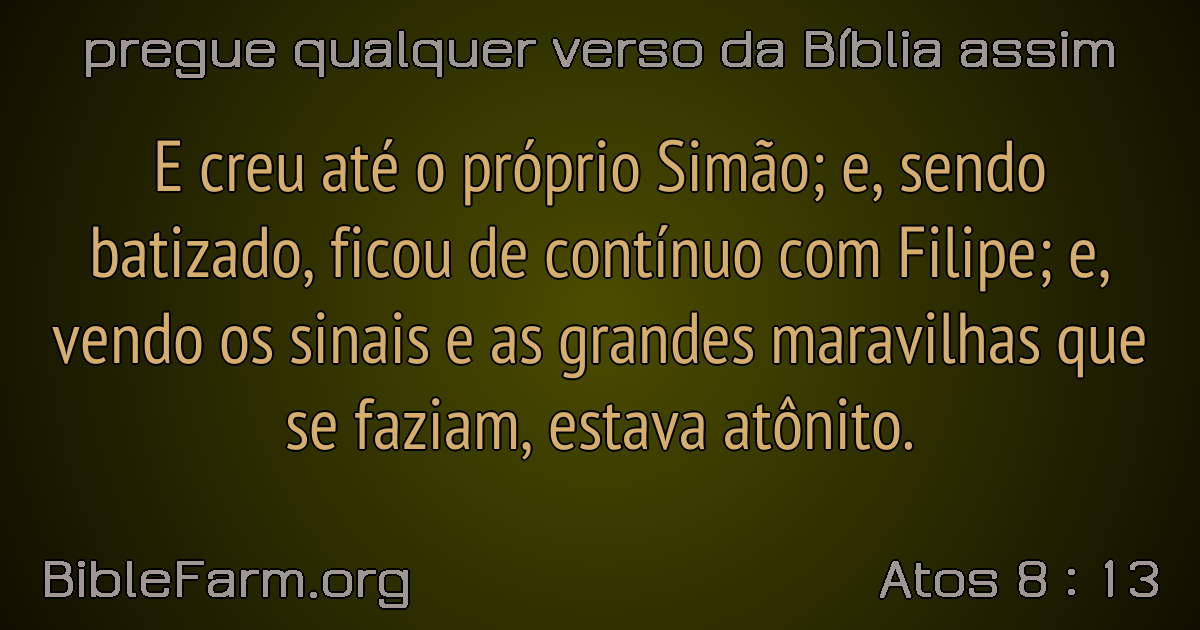 pregue qualquer verso da Bíblia assim
E creu até o próprio Simão; e, sendo
batizado, ficou de contínuo com Filipe; e,
vendo os sinais e as grandes maravilhas que
se faziam, estava atônito.
BibleFarm.org
Atos 8 : 13